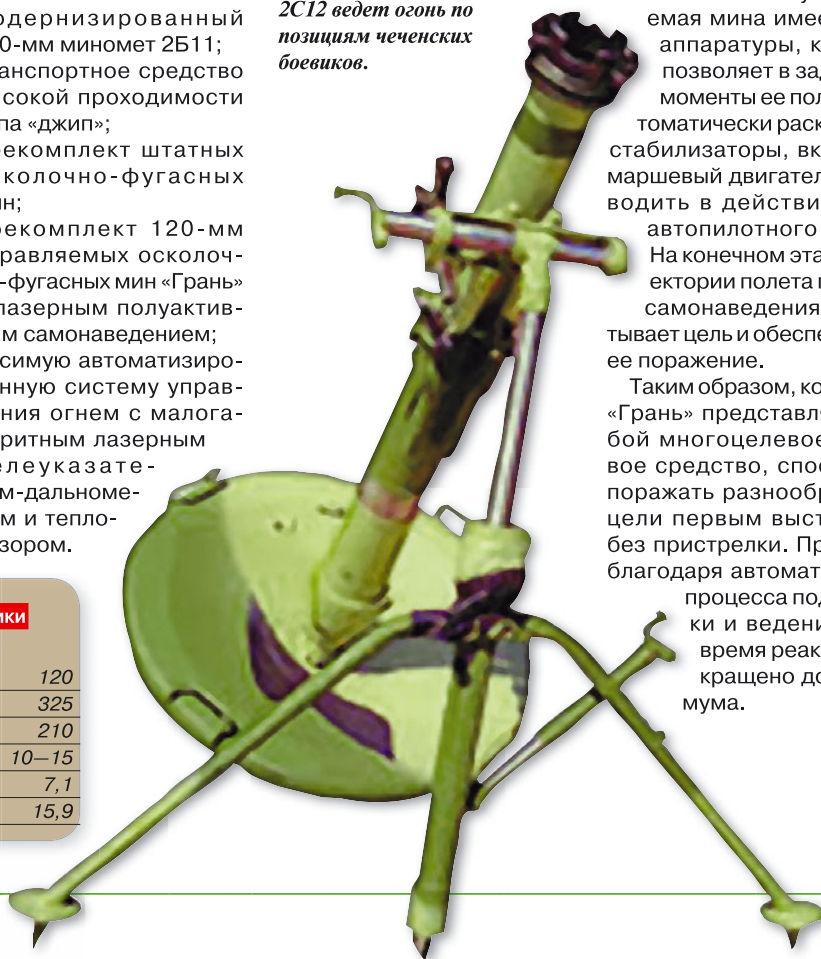 одернизированный
0-мм миномет 2Б11;
анспортное средство
сокой проходимости
па «джип»;
екомплект штатных
колочно-фугасных
ин;
екомплект 120-мм
равляемых осколоч-
-фугасных мин «Грань»
лазерным полуактив-
м самонаведением;
симую автоматизиро-
нную систему управ-
ния огнем с малога-
ритным лазерным
елеуказате-
м-дальноме-
м и тепло-
зором.
ики
120
325
210
10—15
7,1
15,9
2С12 ведет огонь по
позициям чеченских
боевиков.
емая мина имее
аппаратуры, к
позволяет в зад
моменты ее пол
томатически раск
стабилизаторы, вк
маршевый двигател
водить в действи
автопилотного
На конечном эта
ектории полета г
самонаведения
тывает цель и обеспе
ее поражение.
Таким образом, ко
«Грань» представля
бой многоцелевое
вое средство, спос
поражать разнообр
цели первым выст
без пристрелки. Пр
благодаря автомат
процесса под
ки и ведени
время реак
кращено до
мума.